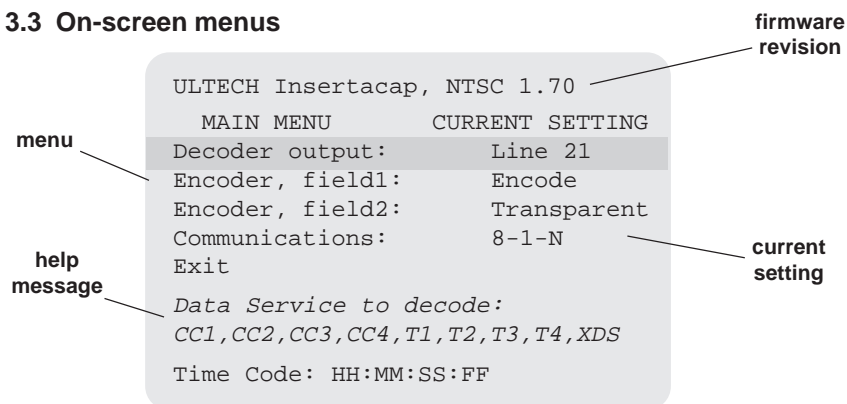 3.3 On-screen menus
firmware
revision
ULTECH Insertacap, NTSC 1.70
MAIN MENU CURRENT SETTING
menu
Decoder output: Line 21
Encoder, field1: Encode
Encoder, field2: Transparent
Communications: 8-1-N
current
setting
Exit
help
message
Data Service to decode:
CC1,CC2,CC3,CC4,T1,T2,T3,T4,XDS
Time Code: HH:MM:SS:FF